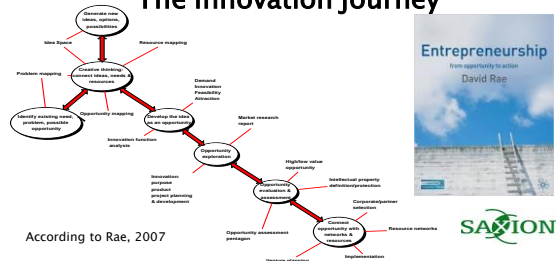 The Innovation Journey
Generate new
ideas, options,
possibilities
Idea Space
Resource mapping
Creative thinking:
connect ideas, needs &
resources
Problem mapping
Identify existing need,
problem, possible
opportunity
Opportunity mapping
Demand
Innovation
Feasibility
Attraction
Develop the idea
as an opportunity
Innovation function
analysis
Market research
report
Opportunity
exploration
Innovation:
purpose
product
project planning
& development
High/low value
opportunity
Opportunity
evaluation &
assessment
Intellectual property
definition/protection
Opportunity assessment
pentagon
Corporate/partner
selection
Connect
opportunity with
networks &
resources
Resource networks
Implementation
Venture planning
According to Rae, 2007
Entrepreneurship
from opportunity to action
David Rae
SAXION